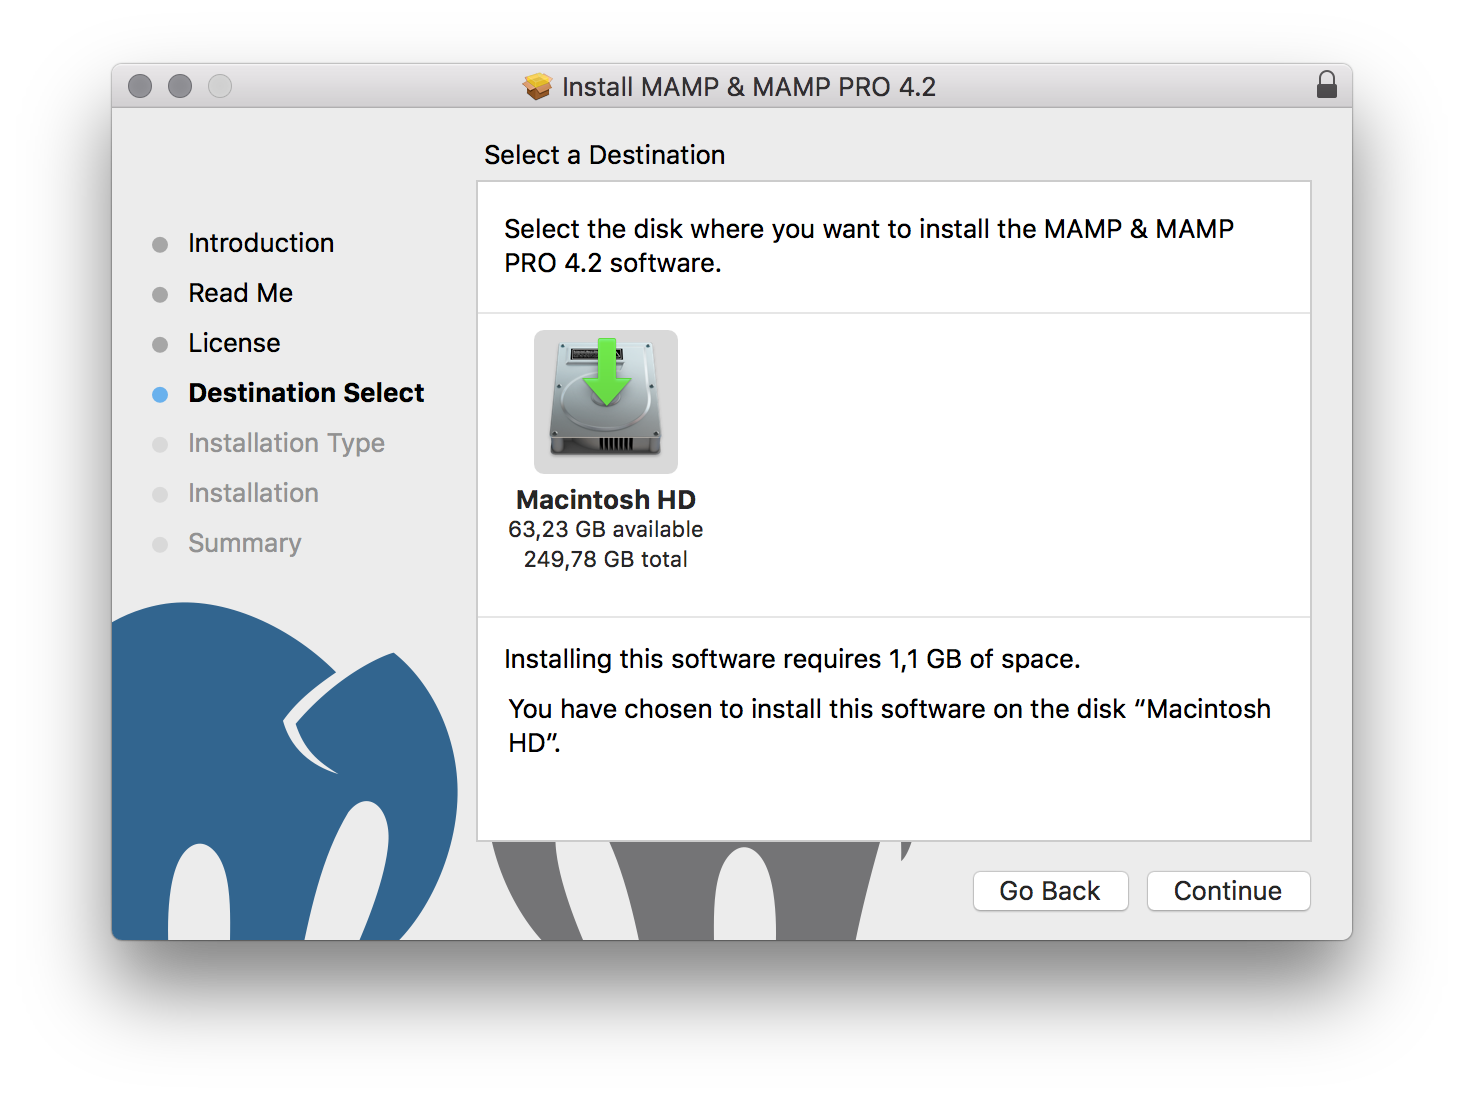 Install MAMP & MAMP PRO 4.2
Select a Destination
Introduction
Read Me
License
Destination Select
Installation Type
Installation
Summary
Select the disk where you want to install the MAMP & MAMP
PRO 4.2 software.
Macintosh HD
63,23 GB available
249,78 GB total
Installing this software requires 1,1 GB of space.
You have chosen to install this software on the disk “Macintosh
HD”.
Go Back
Continue